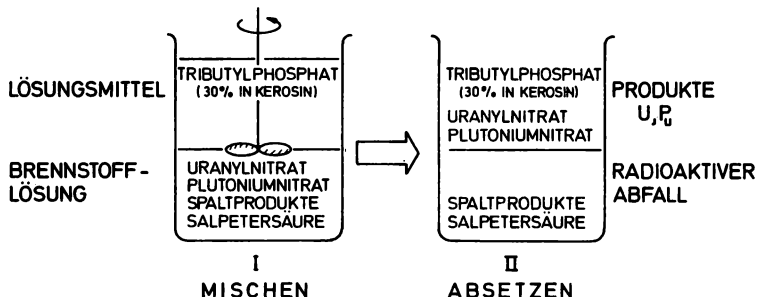 LÖSUNGSMITTEL
TRIBUTYLPHOSPHAT
(30% IN KEROSIN)
BRENNSTOFF-
LÖSUNG
URANYLNITRAT
PLUTONIUMNITRAT
SPALTPRODUKTE
SALPETERSÄURE
I
MISCHEN
TRIBUTYLPHOSPHAT
(30% IN KEROSIN)
URANYLNITRAT
PLUTONIUMNITRAT
PRODUKTE
U, Pu
SPALTPRODUKTE
SALPETERSÄURE
RADIOAKTIVER
ABFALL
II
ABSETZEN